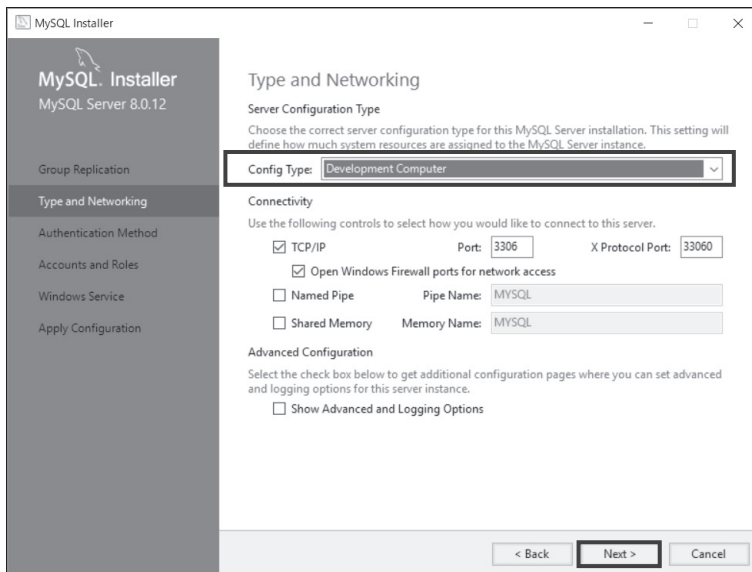 MySQL Installer
MySQL. Installer
MySQL Server 8.0.12
Group Replication
Type and Networking
Authentication Method
Accounts and Roles
Windows Service
Apply Configuration
Type and Networking
Server Configuration Type
Choose the correct server configuration type for this MySQL Server installation. This setting will
define how much system resources are assigned to the MySQL Server instance.
Config Type: Development Computer
Connectivity
Use the following controls to select how you would like to connect to this server.
TCP/IP Port: 3306 X Protocol Port: 33060
Open Windows Firewall ports for network access
Named Pipe Pipe Name: MYSQL
Shared Memory Memory Name: MYSQL
Advanced Configuration
Select the check box below to get additional configuration pages where you can set advanced
and logging options for this server instance.
Show Advanced and Logging Options
< Back Next > Cancel